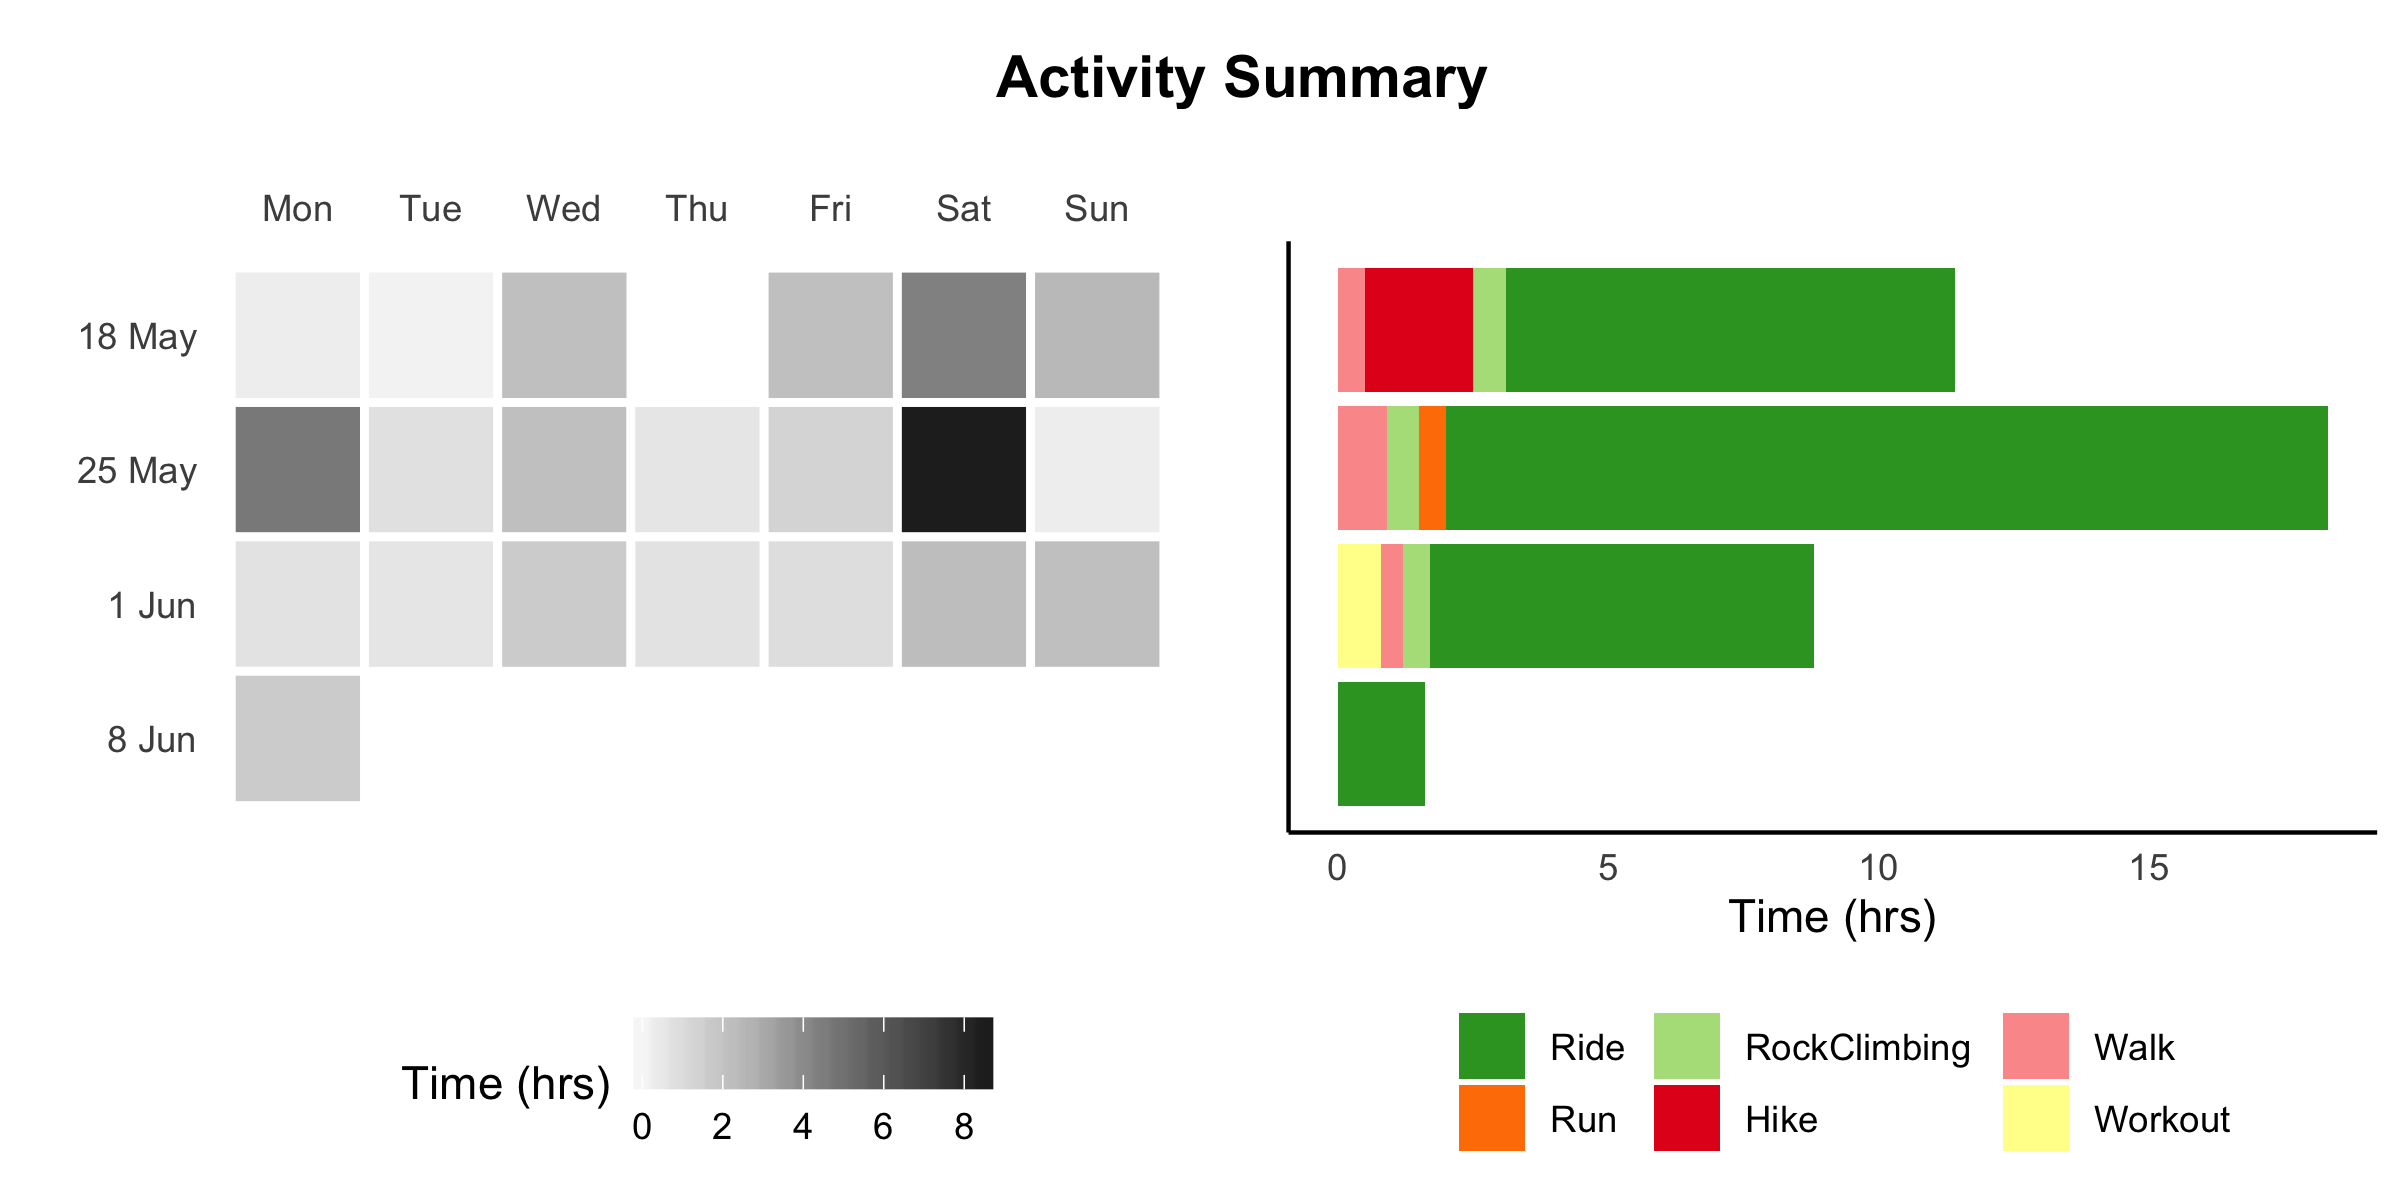 Activity Summary
Mon Tue Wed Thu Fri Sat Sun
18 May
25 May
1 Jun
8 Jun
0 5 10 15
Time (hrs)
Time (hrs)
0 2 4 6 8
Ride RockClimbing Walk
Run Hike Workout